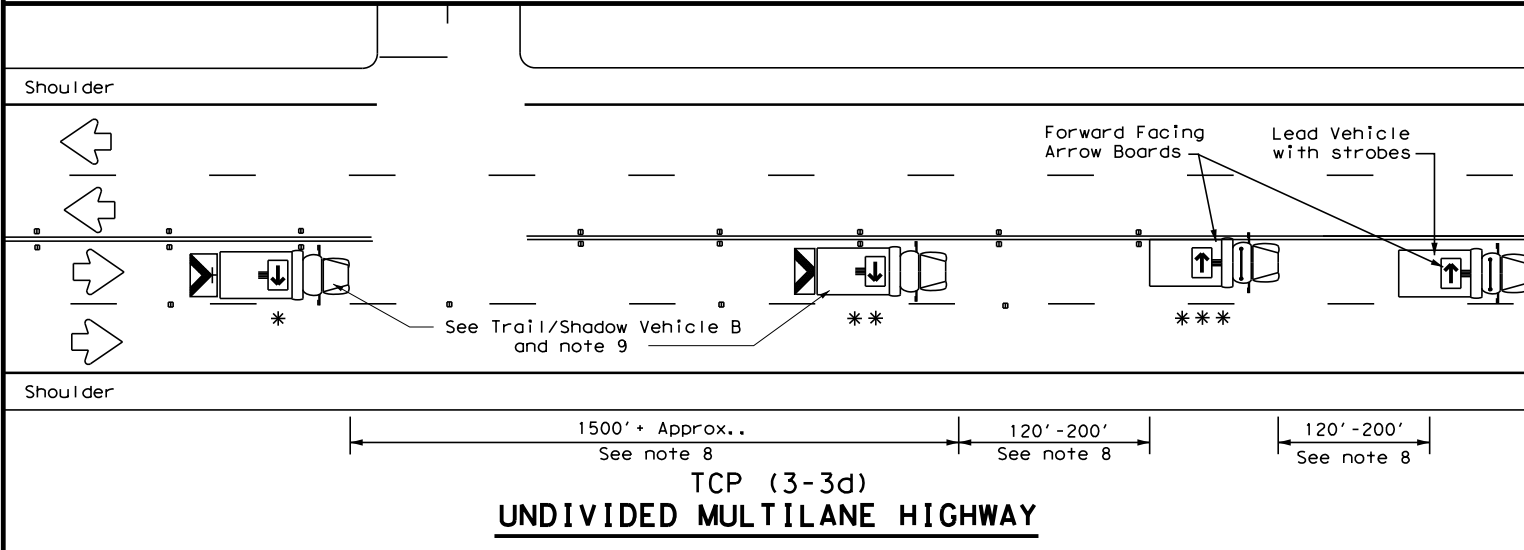 Shoulder
Forward Facing
Arrow Boards
Lead Vehicle
with strobes
*
See Trail/Shadow Vehicle B
and note 9
**
***
Shoulder
1500'+ Approx..
See note 8
120'-200'
See note 8
120'-200'
See note 8
TCP (3-3d)
UNDIVIDED MULTILANE HIGHWAY